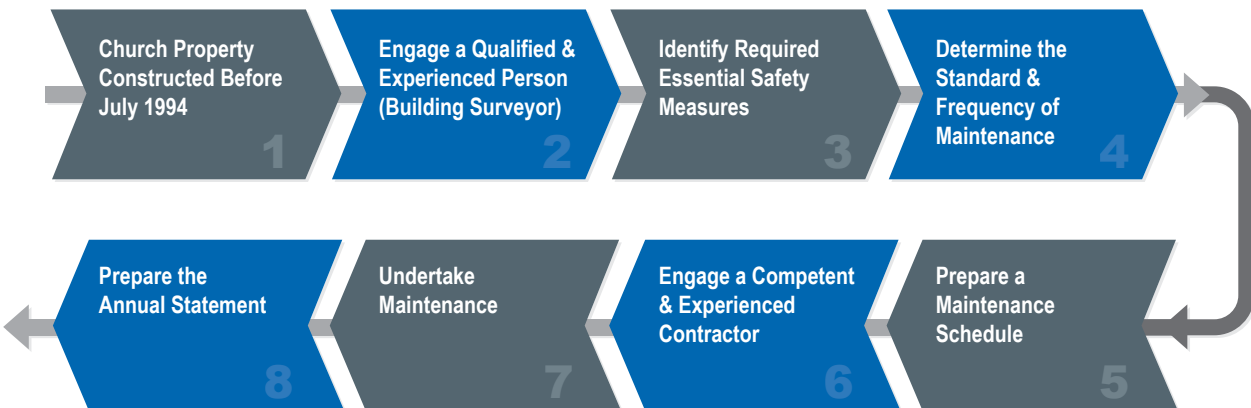 Church Property
Constructed Before
July 1994
1
Engage a Qualified &
Experienced Person
(Building Surveyor)
2
Identify Required
Essential Safety
Measures
3
Determine the
Standard &
Frequency of
Maintenance
4
Prepare a
Maintenance
Schedule
5
Engage a Competent
& Experienced
Contractor
6
Undertake
Maintenance
7
Prepare the
Annual Statement
8